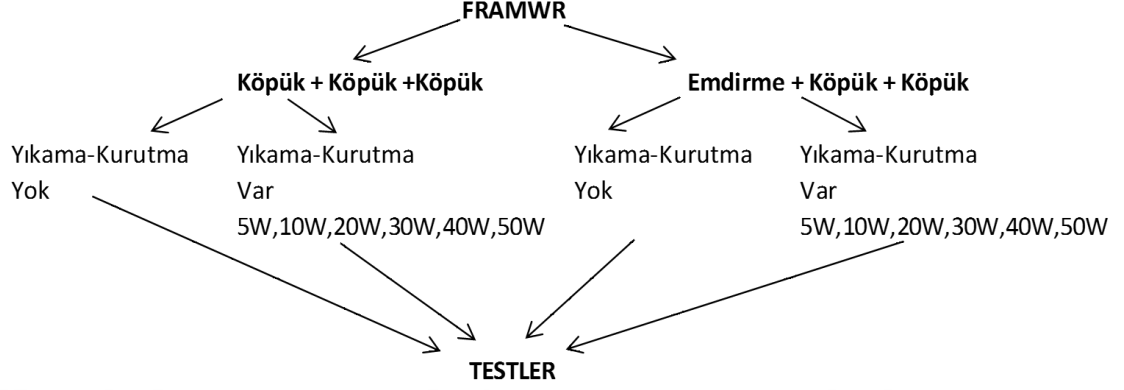 FRAMWR
Köpük + Köpük +Köpük
Emdirme + Köpük + Köpük
Yıkama-Kurutma
Yok
Yıkama-Kurutma
Var
5W,10W,20W,30W,40W,50W
Yıkama-Kurutma
Yok
Yıkama-Kurutma
Var
5W,10W,20W,30W,40W,50W
TESTLER